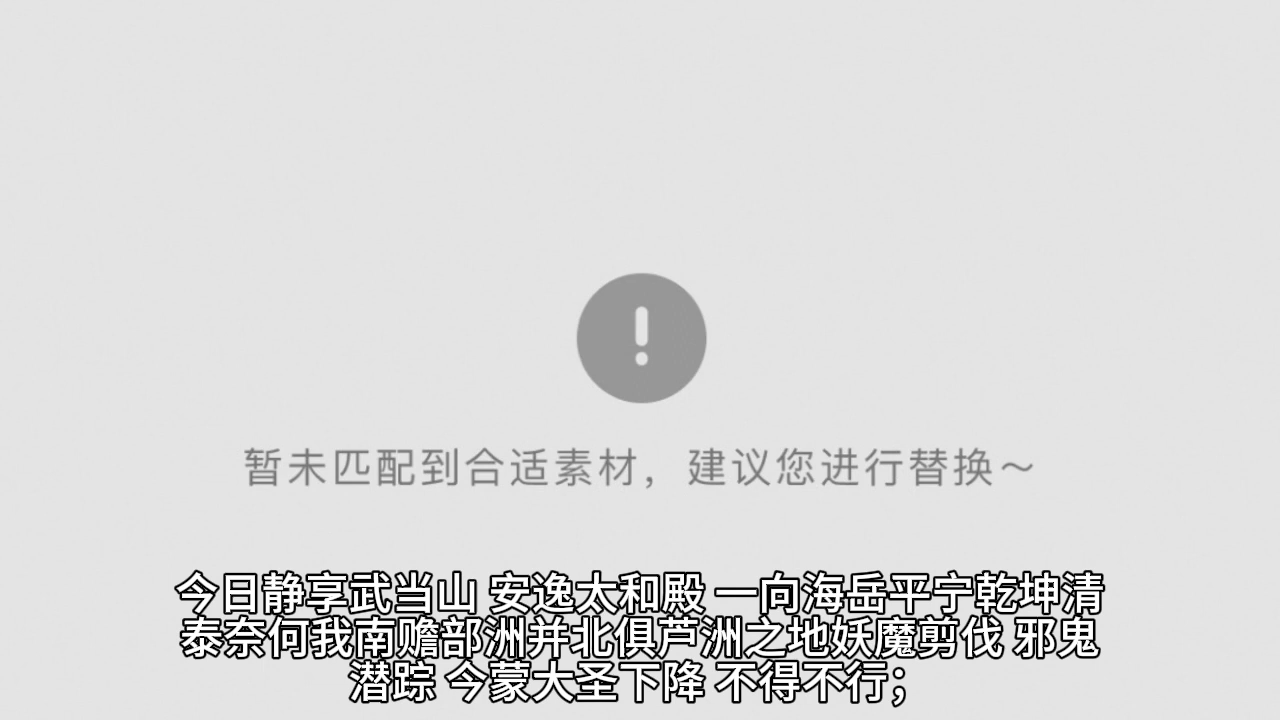 暂未匹配到合适素材，建议您进行替换～
今日静享武当山 安逸太和殿 一向海岳平宁乾坤清
泰奈何我南赡部洲并北俱芦洲之地妖魔剪伐 邪鬼
潜踪 今蒙大圣下降 不得不行；